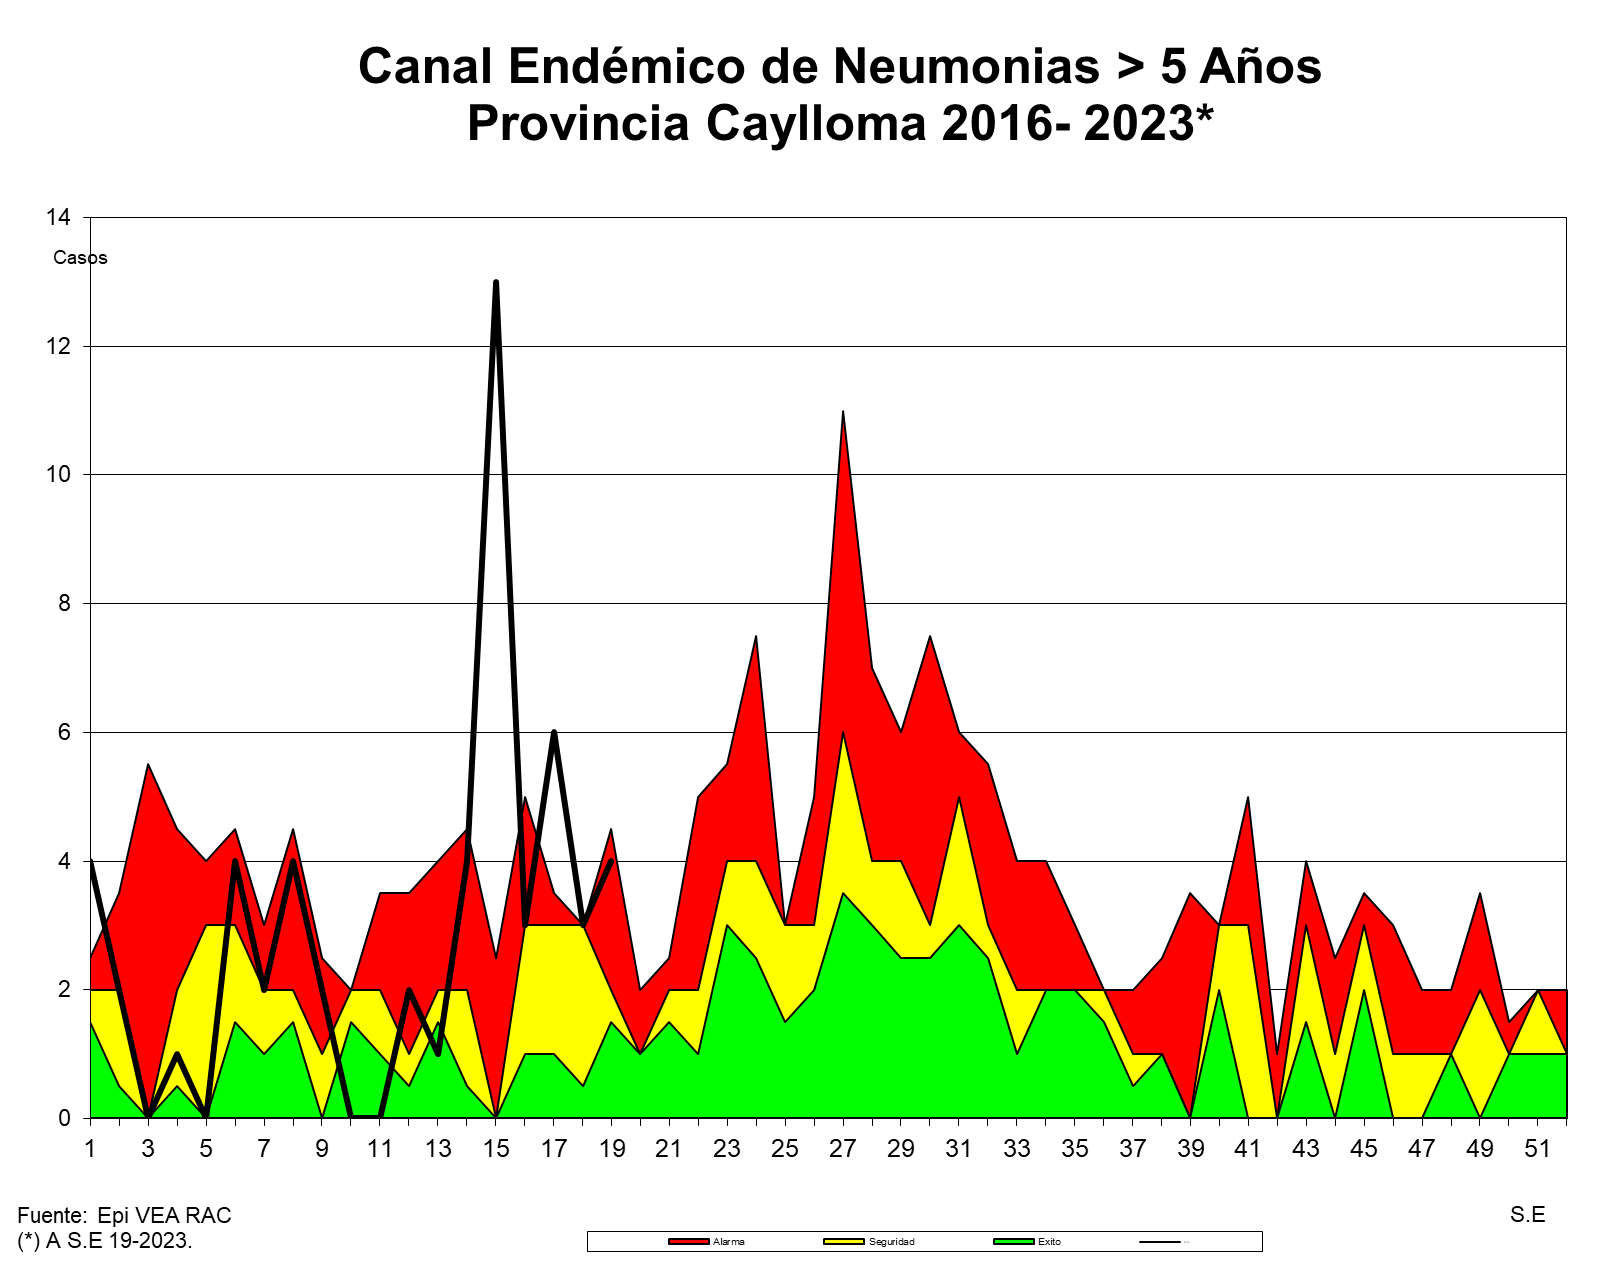 Canal Endémico de Neumonias > 5 Años
Provincia Caylloma 2016- 2023*
14
Casos
12
10
8
6
4
2
0
1 3 5 7 9 11 13 15 17 19 21 23 25 27 29 31 33 35 37 39 41 43 45 47 49 51
S.E
Fuente: Epi VEA RAC
(*) A S.E 19-2023.
Alarma Seguridad Exito